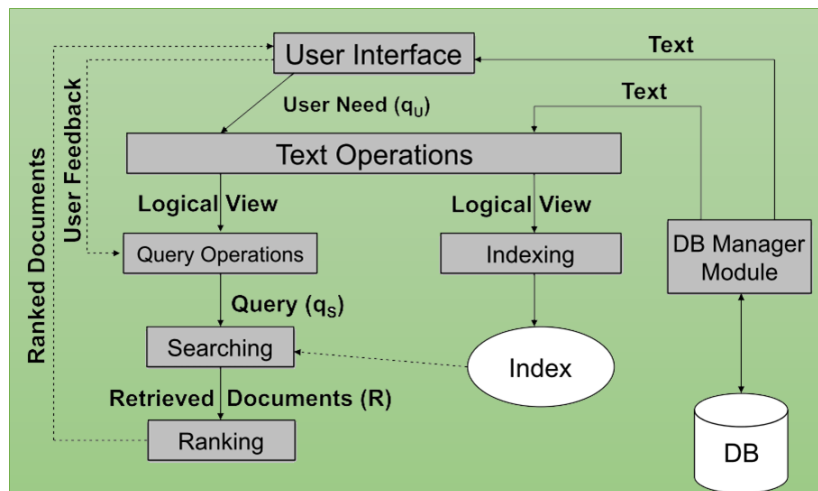 User Interface
Text
User Need (qU)
Text
Text Operations
Ranked Documents
User Feedback
Logical View
Logical View
Query Operations
Indexing
DB Manager
Module
Query (qS)
Searching
Index
Retrieved Documents (R)
Ranking
DB